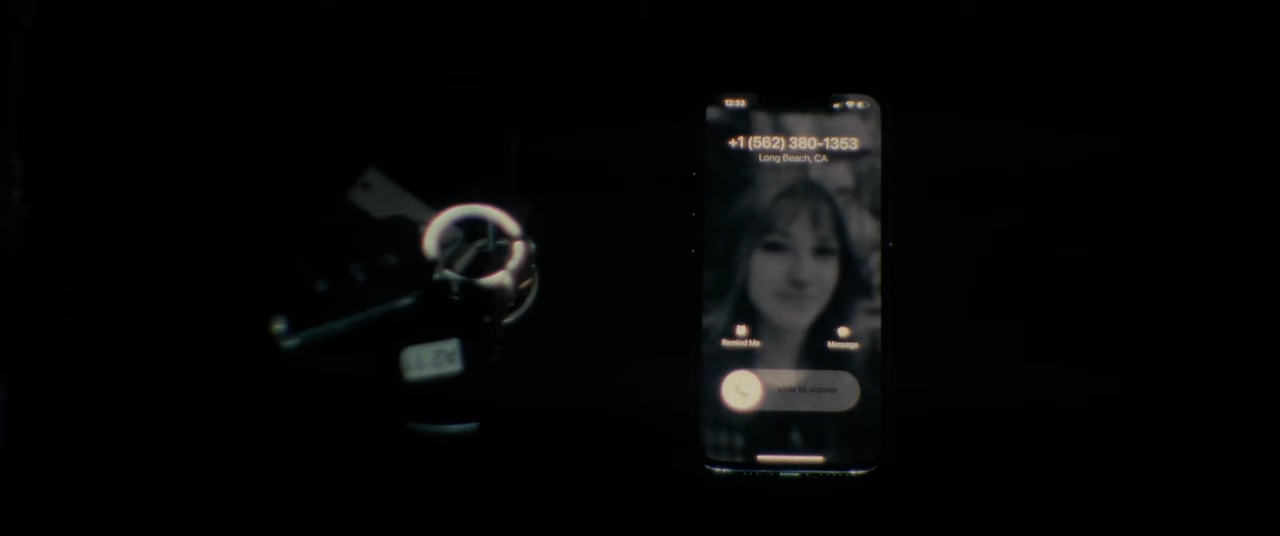 12:33
+1 (562) 380-1353
Long Beach, CA
Remind Me
Message
slide to answer